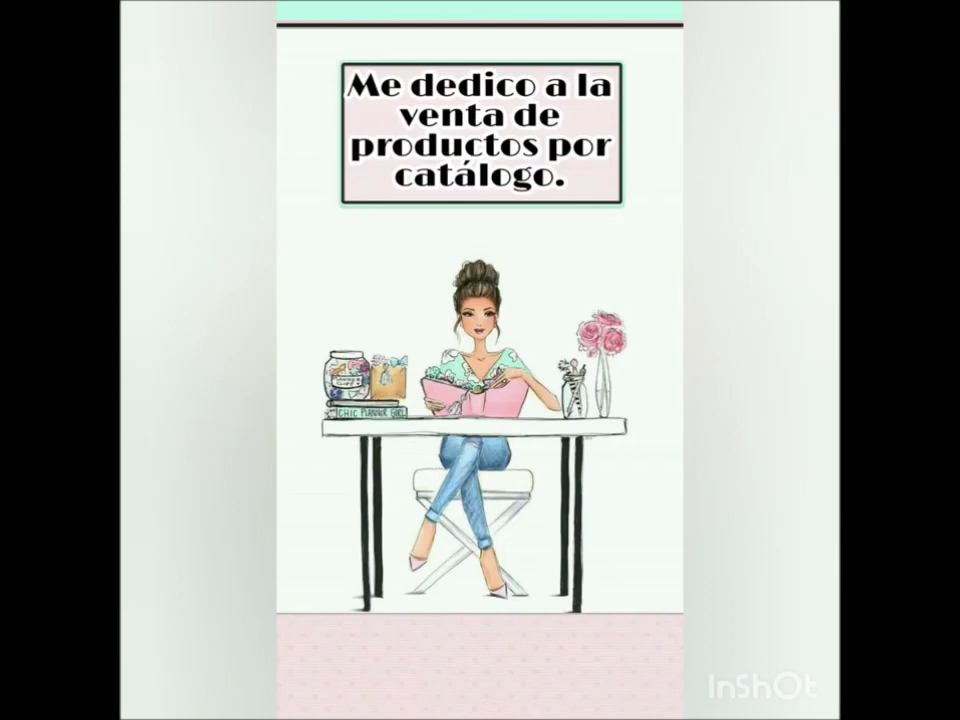 Me dedico a la
venta de
productos por
catálogo.
CHIC PLANNER GIRL
InShOt